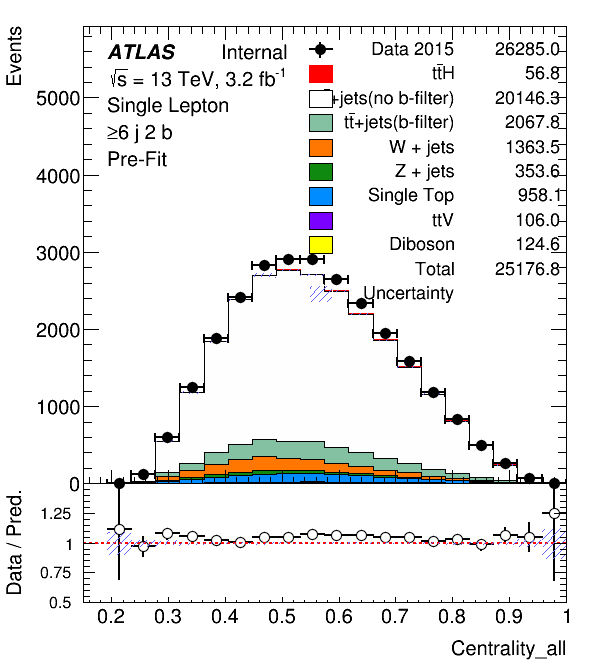 Events
ATLAS Internal
√s = 13 TeV, 3.2 fb-1
Single Lepton
≥6 j 2 b
Pre-Fit
Data 2015 26285.0
tt̄H 56.8
+jets(no b-filter) 20146.3
tt̄+jets(b-filter) 2067.8
W + jets 1363.5
Z + jets 353.6
Single Top 958.1
ttV 106.0
Diboson 124.6
Total 25176.8
Uncertainty
5000
4000
3000
2000
1000
0
Data / Pred.
1.25
1
0.75
0.5
0.2 0.3 0.4 0.5 0.6 0.7 0.8 0.9 1
Centrality_all